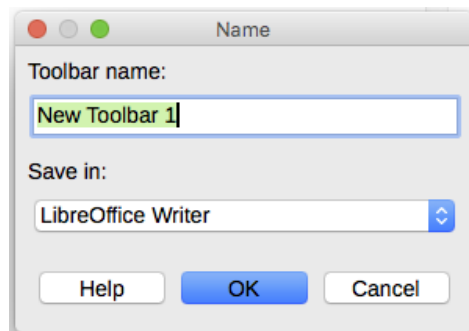 Name
Toolbar name:
New Toolbar 1
Save in:
LibreOffice Writer
Help OK Cancel